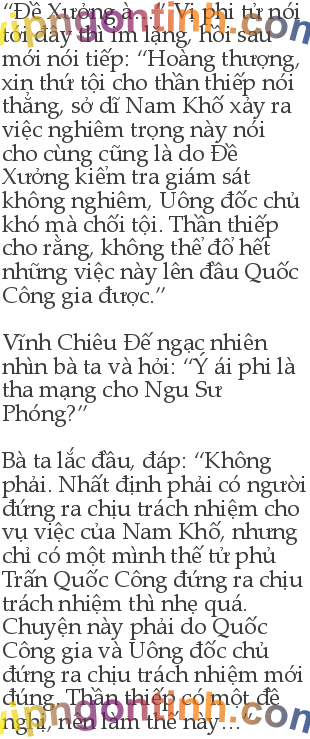 “Đề Xưởng à…” Vị phi tử nói
tới đây thì im lặng, hồi sau
mới nói tiếp: “Hoàng thượng,
xin thứ tội cho thần thiếp nói
thẳng, sở dĩ Nam Khố xảy ra
việc nghiêm trọng này nói
cho cùng cũng là do Đề
Xưởng kiểm tra giám sát
không nghiêm, Uông đốc chủ
khó mà chối tội. Thần thiếp
cho rằng, không thể đổ hết
những việc này lên đầu Quốc
Công gia được.”
Vĩnh Chiêu Đế ngạc nhiên
nhìn bà ta và hỏi: “Ý ái phi là
tha mạng cho Ngu Sư
Phóng?”
Bà ta lắc đầu, đáp: “Không
phải. Nhất định phải có người
đứng ra chịu trách nhiệm cho
vụ việc của Nam Khố, nhưng
chỉ có một mình thế tử phủ
Trấn Quốc Công đứng ra chịu
trách nhiệm thì nhẹ quá.
Chuyện này phải do Quốc
Công gia và Uông đốc chủ
đứng ra chịu trách nhiệm mới
đúng. Thần thiếp có một đề
nghị, nên làm thế này…”
vipngontinh.com
vipngontinh.com